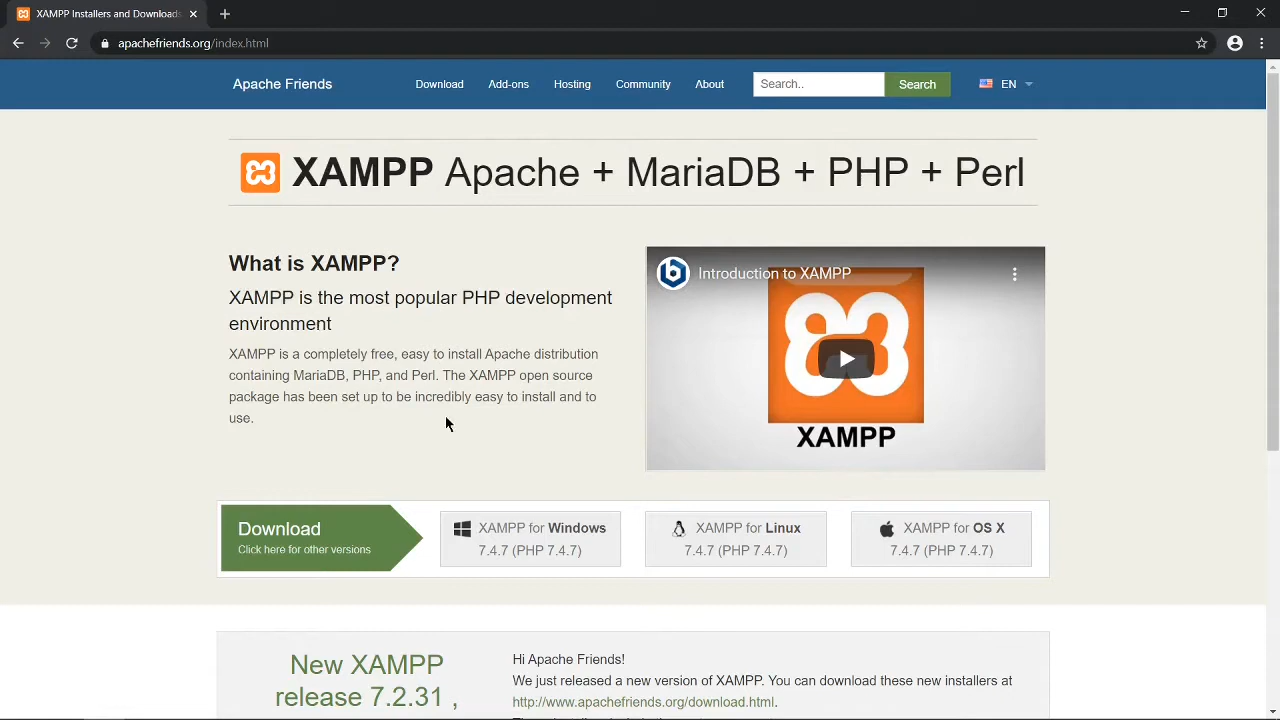 XAMPP Installers and Downloads
apachefriends.org/index.html
Apache Friends
Download
Add-ons
Hosting
Community
About
Search..
Search
EN
XAMPP Apache + MariaDB + PHP + Perl
What is XAMPP?
XAMPP is the most popular PHP development
environment
XAMPP is a completely free, easy to install Apache distribution
containing MariaDB, PHP, and Perl. The XAMPP open source
package has been set up to be incredibly easy to install and to
use.
Introduction to XAMPP
XAMPP
Download
Click here for other versions
XAMPP for Windows
7.4.7 (PHP 7.4.7)
XAMPP for Linux
7.4.7 (PHP 7.4.7)
XAMPP for OS X
7.4.7 (PHP 7.4.7)
New XAMPP
release 7.2.31 ,
Hi Apache Friends!
We just released a new version of XAMPP. You can download these new installers at
http://www.apachefriends.org/download.html.